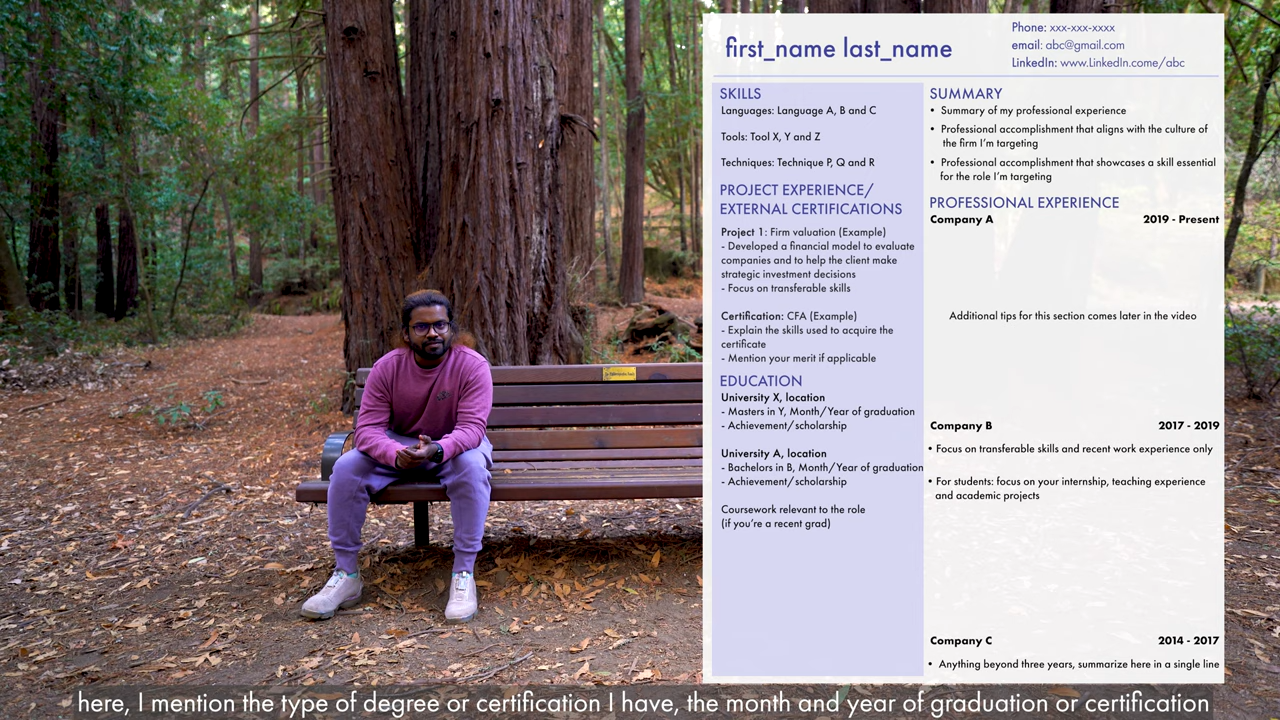 first_name last_name
Phone: xxx-xxx-xxxx
email: abc@gmail.com
LinkedIn: www.LinkedIn.come/abc
SKILLS
Languages: Language A, B and C
Tools: Tool X, Y and Z
Techniques: Technique P, Q and R
PROJECT EXPERIENCE/
EXTERNAL CERTIFICATIONS
Project 1: Firm valuation (Example)
- Developed a financial model to evaluate
companies and to help the client make
strategic investment decisions
- Focus on transferable skills
Certification: CFA (Example)
- Explain the skills used to acquire the
certificate
- Mention your merit if applicable
EDUCATION
University X, location
- Masters in Y, Month/Year of graduation
- Achievement/scholarship
University A, location
- Bachelors in B, Month/Year of graduation
- Achievement/scholarship
Coursework relevant to the role
(if you're a recent grad)
SUMMARY
• Summary of my professional experience
• Professional accomplishment that aligns with the culture of
the firm I'm targeting
• Professional accomplishment that showcases a skill essential
for the role I'm targeting
PROFESSIONAL EXPERIENCE
Company A 2019 - Present
Additional tips for this section comes later in the video
Company B 2017 - 2019
• Focus on transferable skills and recent work experience only
• For students: focus on your internship, teaching experience
and academic projects
Company C 2014 - 2017
• Anything beyond three years, summarize here in a single line
here, I mention the type of degree or certification I have, the month and year of graduation or certification